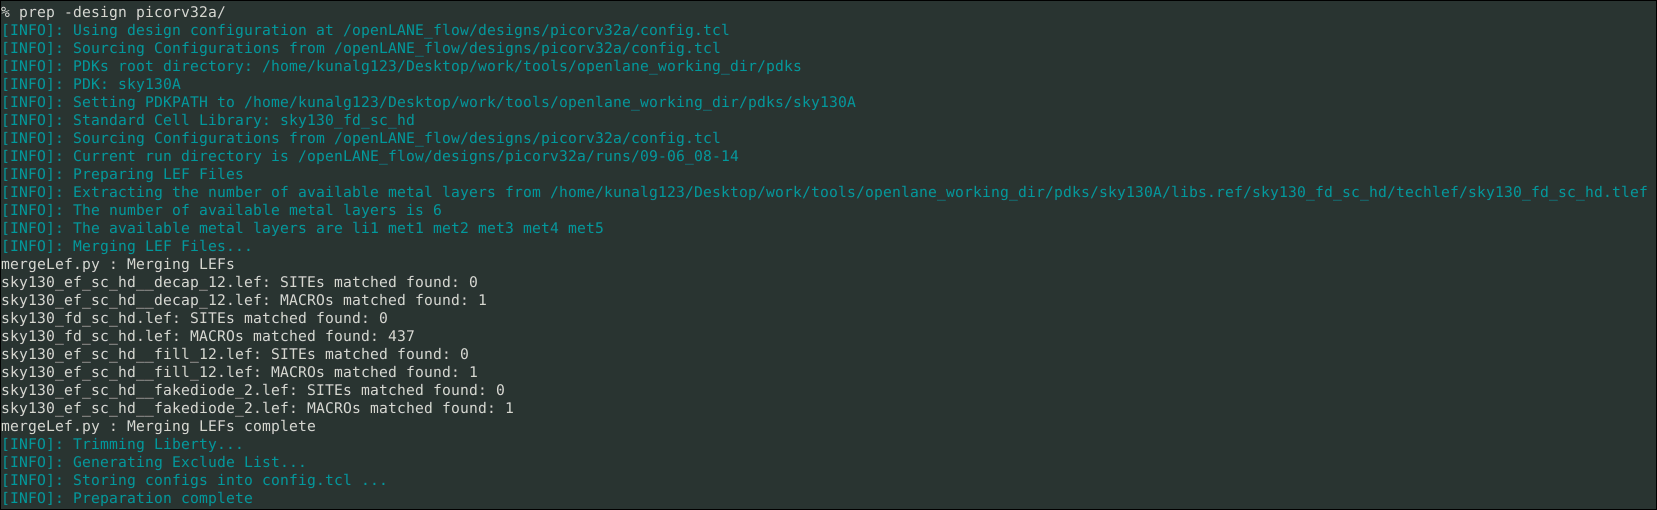 % prep -design picorv32a/
[INFO]: Using design configuration at /openLANE_flow/designs/picorv32a/config.tcl
[INFO]: Sourcing Configurations from /openLANE_flow/designs/picorv32a/config.tcl
[INFO]: PDKs root directory: /home/kunalg123/Desktop/work/tools/openlane_working_dir/pdks
[INFO]: PDK: sky130A
[INFO]: Setting PDKPATH to /home/kunalg123/Desktop/work/tools/openlane_working_dir/pdks/sky130A
[INFO]: Standard Cell Library: sky130_fd_sc_hd
[INFO]: Sourcing Configurations from /openLANE_flow/designs/picorv32a/config.tcl
[INFO]: Current run directory is /openLANE_flow/designs/picorv32a/runs/09-06_08-14
[INFO]: Preparing LEF Files
[INFO]: Extracting the number of available metal layers from /home/kunalg123/Desktop/work/tools/openlane_working_dir/pdks/sky130A/libs.ref/sky130_fd_sc_hd/techlef/sky130_fd_sc_hd.tlef
[INFO]: The number of available metal layers is 6
[INFO]: The available metal layers are li1 met1 met2 met3 met4 met5
[INFO]: Merging LEF Files...
mergeLef.py : Merging LEFs
sky130_ef_sc_hd__decap_12.lef: SITEs matched found: 0
sky130_ef_sc_hd__decap_12.lef: MACROs matched found: 1
sky130_fd_sc_hd.lef: SITEs matched found: 0
sky130_fd_sc_hd.lef: MACROs matched found: 437
sky130_ef_sc_hd__fill_12.lef: SITEs matched found: 0
sky130_ef_sc_hd__fill_12.lef: MACROs matched found: 1
sky130_ef_sc_hd__fakediode_2.lef: SITEs matched found: 0
sky130_ef_sc_hd__fakediode_2.lef: MACROs matched found: 1
mergeLef.py : Merging LEFs complete
[INFO]: Trimming Liberty...
[INFO]: Generating Exclude List...
[INFO]: Storing configs into config.tcl ...
[INFO]: Preparation complete